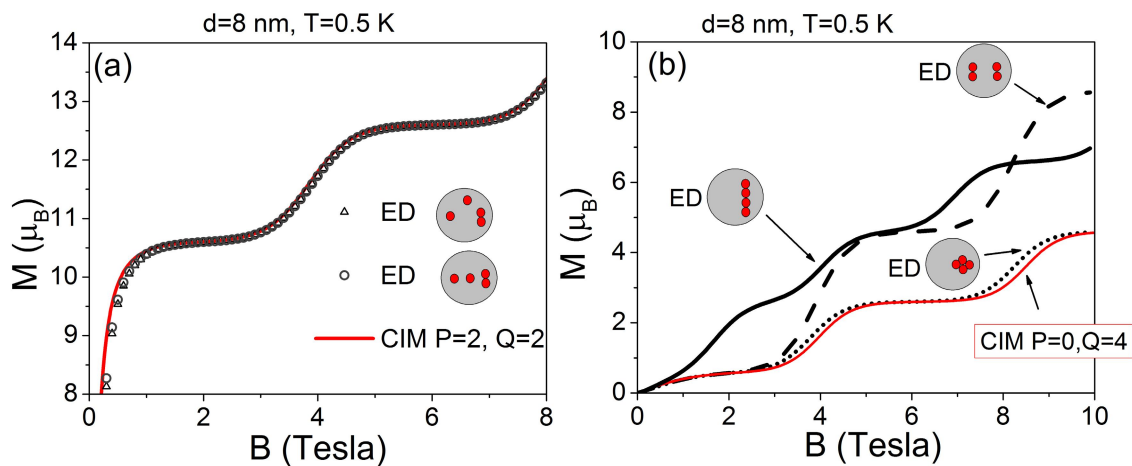 d=8 nm, T=0.5 K
(a)
M (μB)
14
13
12
11
10
9
8
ED
ED
CIM P=2, Q=2
0 2 4 6 8
B (Tesla)
d=8 nm, T=0.5 K
(b)
M (μB)
10
8
6
4
2
0
ED
ED
ED
CIM P=0,Q=4
0 2 4 6 8 10
B (Tesla)